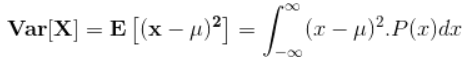 Var[X] = E [(x − μ)²] = ∫_{−∞}^{∞} (x − μ)².P(x)dx